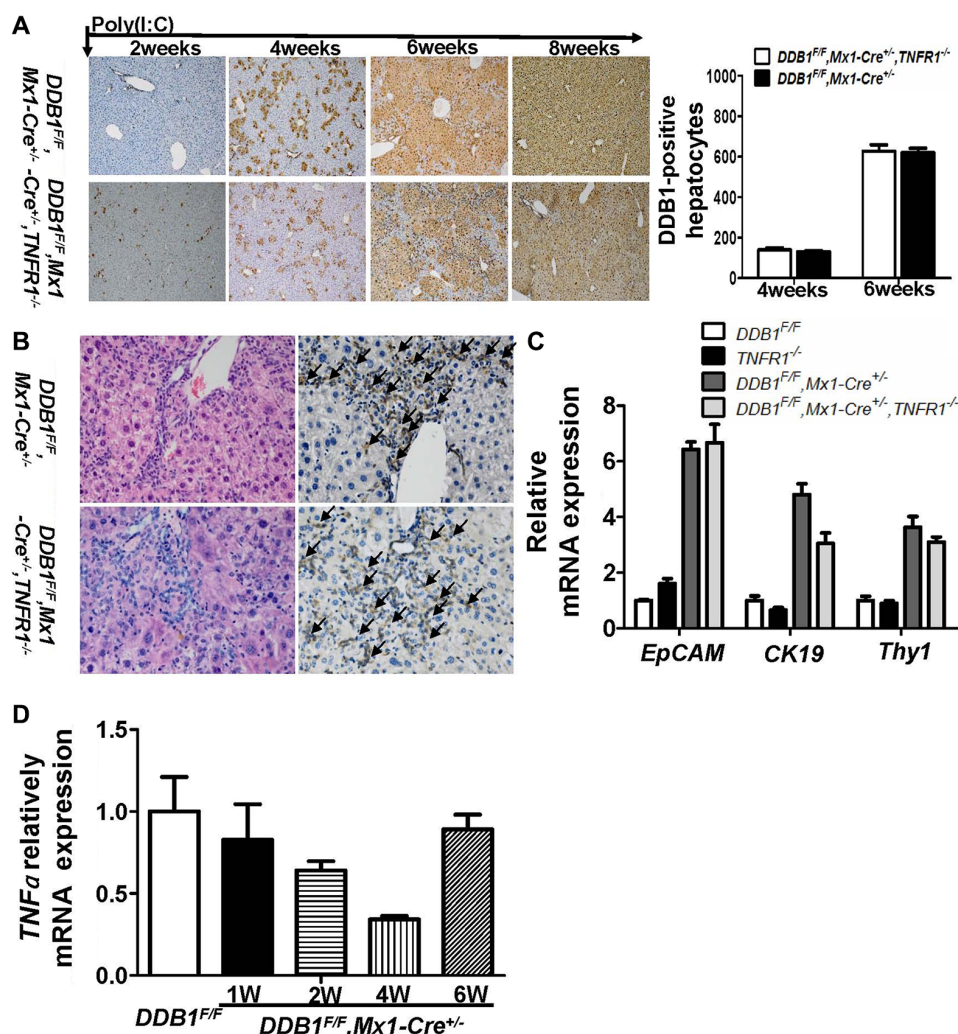 A
Poly(I:C)
2weeks 4weeks 6weeks 8weeks
DDB1F/F,
Mx1-Cre+/-
DDB1F/F,Mx1
-Cre+/-,TNFR1-/-
DDB1F/F,Mx1-Cre+/-,TNFR1-/-
DDB1F/F,Mx1-Cre+/-
DDB1-positive
hepatocytes
1000
800
600
400
200
0
4weeks 6weeks
B
DDB1F/F,
Mx1-Cre+/-
DDB1F/F,Mx1
-Cre+/-,TNFR1-/-
C
DDB1F/F
TNFR1-/-
DDB1F/F,Mx1-Cre+/-
DDB1F/F,Mx1-Cre+/-,TNFR1-/-
Relative
mRNA expression
8
6
4
2
0
EpCAM CK19 Thy1
D
TNFα relatively
mRNA expression
1.5
1.0
0.5
0.0
1W 2W 4W 6W
DDB1F/F DDB1F/F,Mx1-Cre+/-